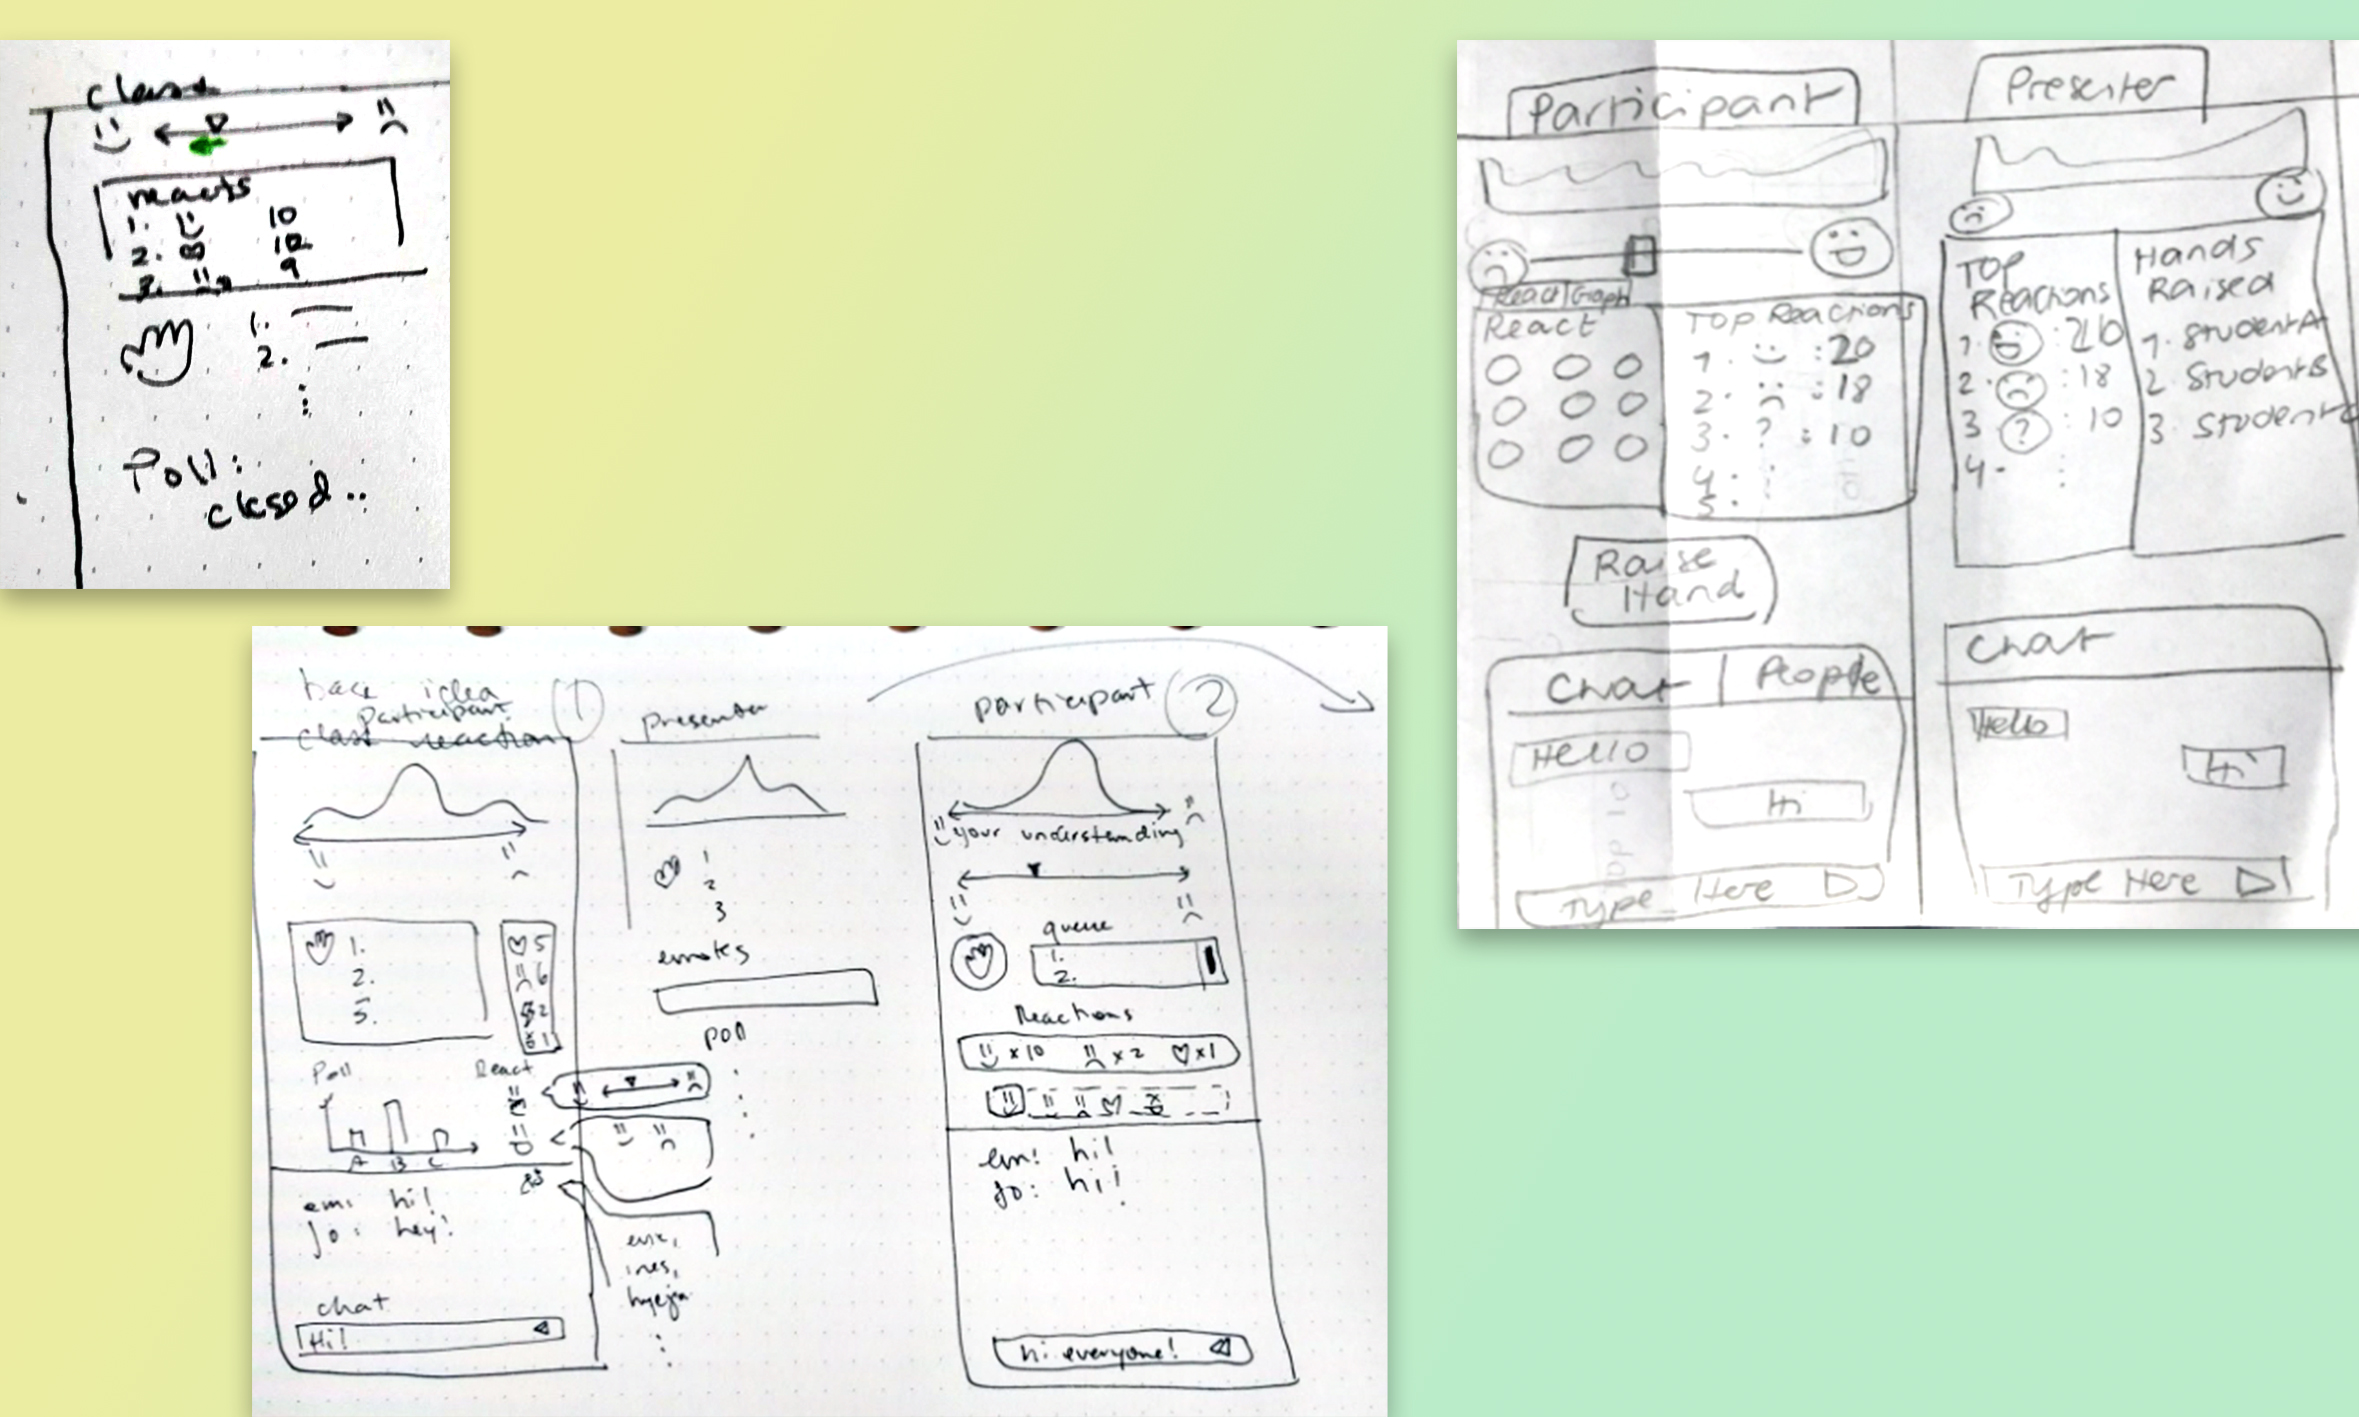 class
reacts
1. 10
2. 10
3. 9
1.
2.
Poll:
closed..
base idea
participant
class reaction
1
1.
2.
3.
5
6
2
1
Poll
React
A B C
em: hi!
jo: hey!
chat
Hi!
presenter
1
2
3
emotes
poll
ines,
hyejin
participant 2
your understanding
queue
1.
2.
Reactions
x 10 x 2 x1
em: hi!
jo: hi!
hi everyone!
Participant
React Graph
React
TOP Reactions
1. : 20
2. : 18
3. ? : 10
4.
5.
Raise
Hand
Chat | People
Hello
Hi
Type Here
Presenter
TOP
Reactions
1. :
2. : 18
3 ? : 10
4.
Hands
Raised
1. Student A
2. Student B
3. Student C
Chat
Hello
Hi
Type Here